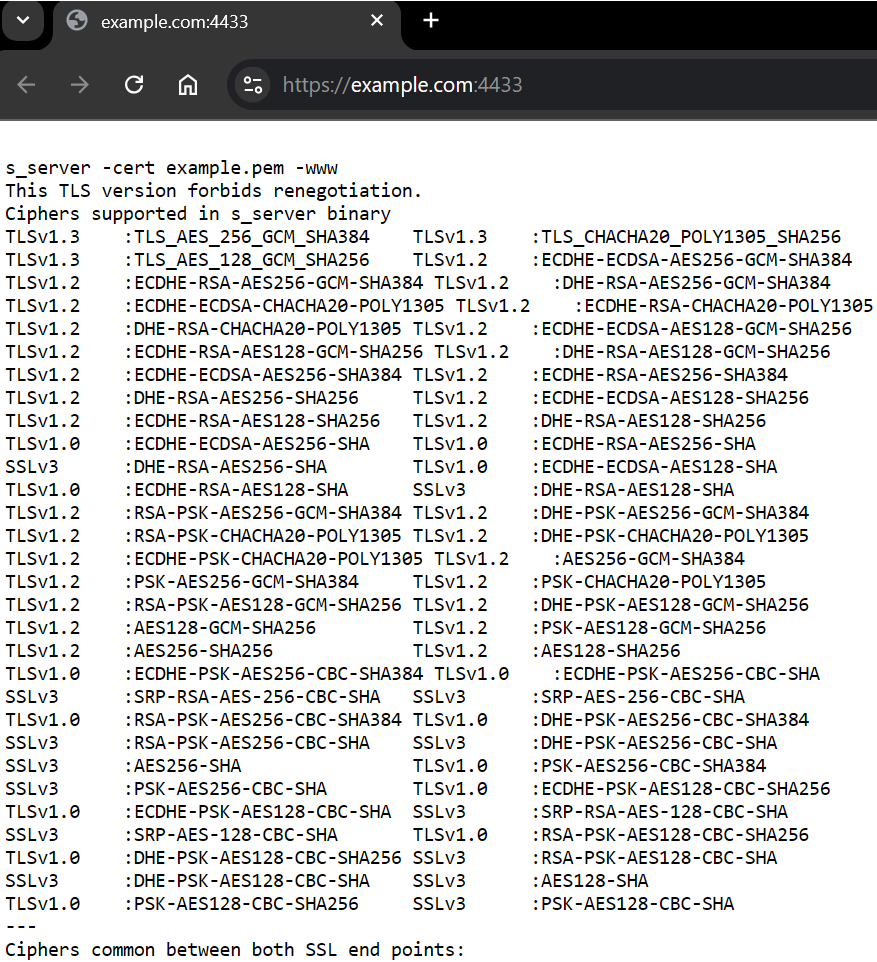 example.com:4433
https://example.com:4433
s_server -cert example.pem -www
This TLS version forbids renegotiation.
Ciphers supported in s_server binary
TLSv1.3    :TLS_AES_256_GCM_SHA384    TLSv1.3    :TLS_CHACHA20_POLY1305_SHA256
TLSv1.3    :TLS_AES_128_GCM_SHA256    TLSv1.2    :ECDHE-ECDSA-AES256-GCM-SHA384
TLSv1.2    :ECDHE-RSA-AES256-GCM-SHA384 TLSv1.2    :DHE-RSA-AES256-GCM-SHA384
TLSv1.2    :ECDHE-ECDSA-CHACHA20-POLY1305 TLSv1.2    :ECDHE-RSA-CHACHA20-POLY1305
TLSv1.2    :DHE-RSA-CHACHA20-POLY1305 TLSv1.2    :ECDHE-ECDSA-AES128-GCM-SHA256
TLSv1.2    :ECDHE-RSA-AES128-GCM-SHA256 TLSv1.2    :DHE-RSA-AES128-GCM-SHA256
TLSv1.2    :ECDHE-ECDSA-AES256-SHA384 TLSv1.2    :ECDHE-RSA-AES256-SHA384
TLSv1.2    :DHE-RSA-AES256-SHA256     TLSv1.2    :ECDHE-ECDSA-AES128-SHA256
TLSv1.2    :ECDHE-RSA-AES128-SHA256   TLSv1.2    :DHE-RSA-AES128-SHA256
TLSv1.0    :ECDHE-ECDSA-AES256-SHA    TLSv1.0    :ECDHE-RSA-AES256-SHA
SSLv3      :DHE-RSA-AES256-SHA        TLSv1.0    :ECDHE-ECDSA-AES128-SHA
TLSv1.0    :ECDHE-RSA-AES128-SHA      SSLv3      :DHE-RSA-AES128-SHA
TLSv1.2    :RSA-PSK-AES256-GCM-SHA384 TLSv1.2    :DHE-PSK-AES256-GCM-SHA384
TLSv1.2    :RSA-PSK-CHACHA20-POLY1305 TLSv1.2    :DHE-PSK-CHACHA20-POLY1305
TLSv1.2    :ECDHE-PSK-CHACHA20-POLY1305 TLSv1.2    :AES256-GCM-SHA384
TLSv1.2    :PSK-AES256-GCM-SHA384     TLSv1.2    :PSK-CHACHA20-POLY1305
TLSv1.2    :RSA-PSK-AES128-GCM-SHA256 TLSv1.2    :DHE-PSK-AES128-GCM-SHA256
TLSv1.2    :AES128-GCM-SHA256         TLSv1.2    :PSK-AES128-GCM-SHA256
TLSv1.2    :AES256-SHA256             TLSv1.2    :AES128-SHA256
TLSv1.0    :ECDHE-PSK-AES256-CBC-SHA384 TLSv1.0    :ECDHE-PSK-AES256-CBC-SHA
SSLv3      :SRP-RSA-AES-256-CBC-SHA   SSLv3      :SRP-AES-256-CBC-SHA
TLSv1.0    :RSA-PSK-AES256-CBC-SHA384 TLSv1.0    :DHE-PSK-AES256-CBC-SHA384
SSLv3      :RSA-PSK-AES256-CBC-SHA    SSLv3      :DHE-PSK-AES256-CBC-SHA
SSLv3      :AES256-SHA                TLSv1.0    :PSK-AES256-CBC-SHA384
SSLv3      :PSK-AES256-CBC-SHA        TLSv1.0    :ECDHE-PSK-AES128-CBC-SHA256
TLSv1.0    :ECDHE-PSK-AES128-CBC-SHA  SSLv3      :SRP-RSA-AES-128-CBC-SHA
SSLv3      :SRP-AES-128-CBC-SHA       TLSv1.0    :RSA-PSK-AES128-CBC-SHA256
TLSv1.0    :DHE-PSK-AES128-CBC-SHA256 SSLv3      :RSA-PSK-AES128-CBC-SHA
SSLv3      :DHE-PSK-AES128-CBC-SHA    SSLv3      :AES128-SHA
TLSv1.0    :PSK-AES128-CBC-SHA256     SSLv3      :PSK-AES128-CBC-SHA
---
Ciphers common between both SSL end points: